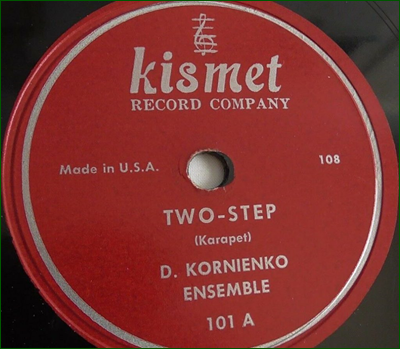 kismet
RECORD COMPANY
Made in U.S.A.
108
TWO-STEP
(Karapet)
D. KORNIENKO
ENSEMBLE
101 A